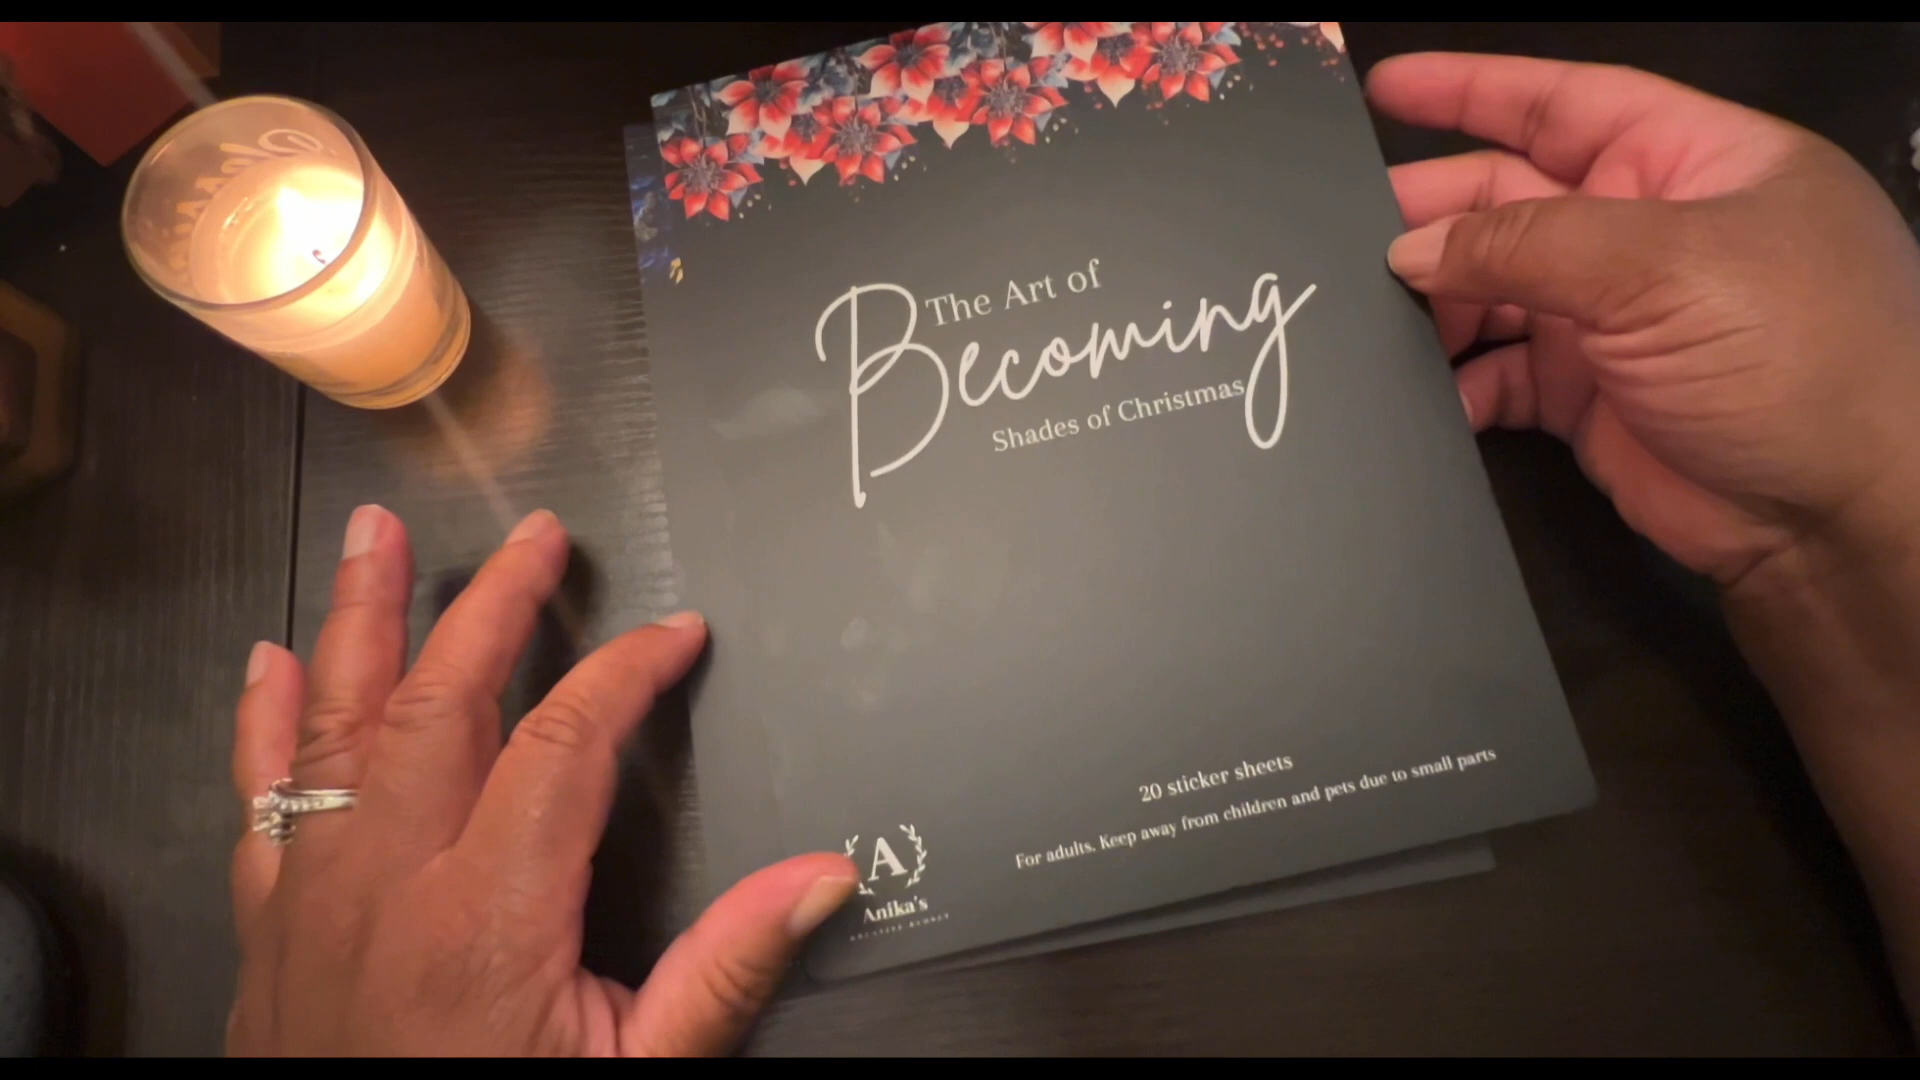 The Art of
Becoming
Shades of Christmas
20 sticker sheets
For adults. Keep away from children and pets due to small parts
A
Anika's